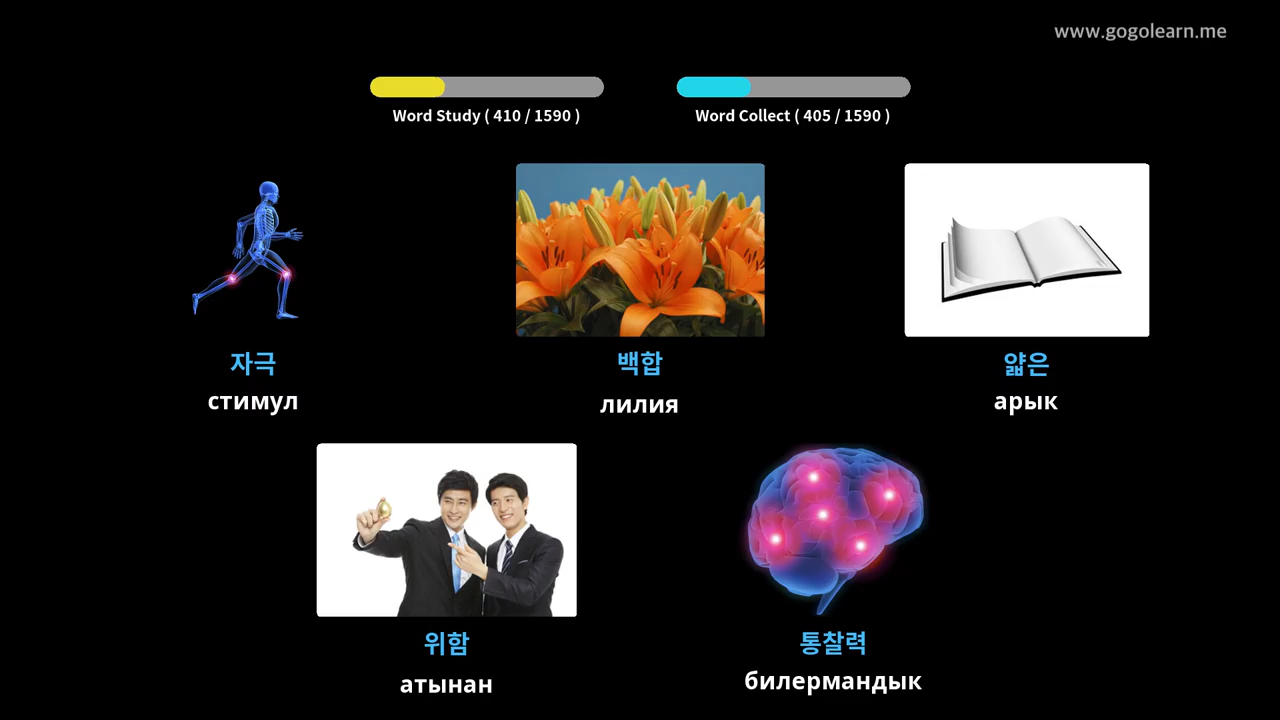 www.gogolearn.me
Word Study ( 410 / 1590 )
Word Collect ( 405 / 1590 )
자극
стимул
백합
лилия
얇은
арык
위함
атынан
통찰력
билермандык